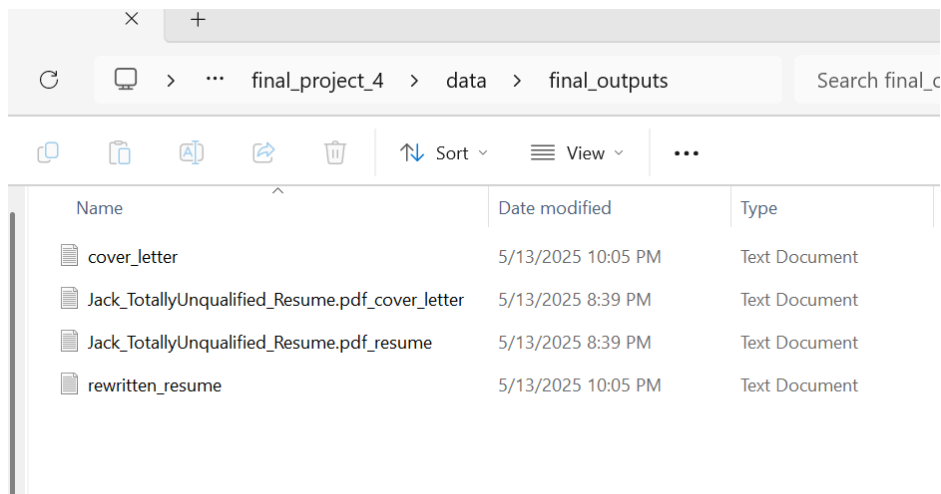 final_project_4 > data > final_outputs Search final_
Sort View
Name Date modified Type
cover_letter 5/13/2025 10:05 PM Text Document
Jack_TotallyUnqualified_Resume.pdf_cover_letter 5/13/2025 8:39 PM Text Document
Jack_TotallyUnqualified_Resume.pdf_resume 5/13/2025 8:39 PM Text Document
rewritten_resume 5/13/2025 10:05 PM Text Document